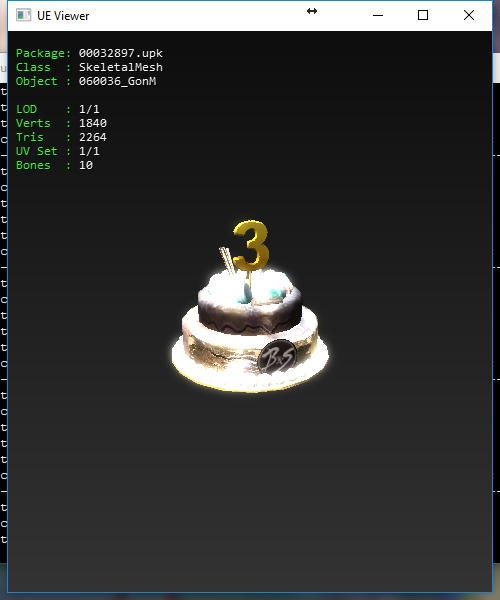 UE Viewer
Package: 00032897.upk
Class : SkeletalMesh
Object : 060036_GonM
LOD : 1/1
Verts : 1840
Tris : 2264
UV Set : 1/1
Bones : 10
3
B&S